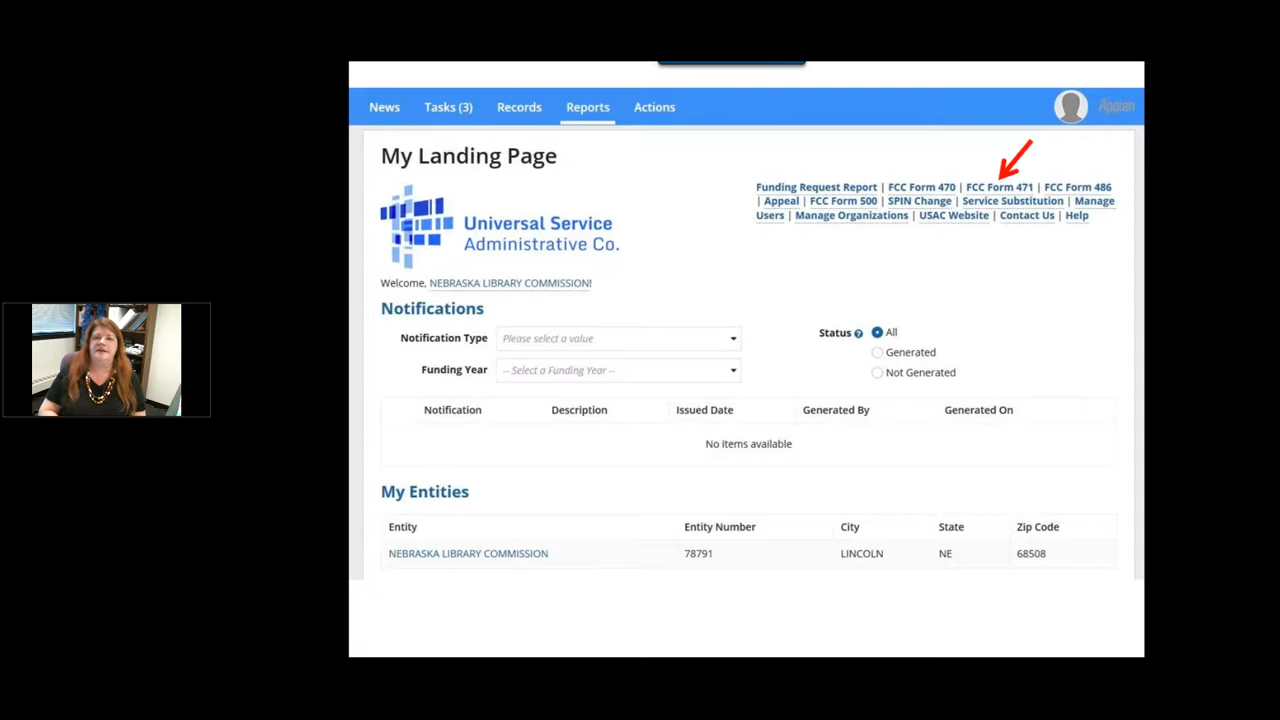 News Tasks (3) Records Reports Actions
Appian
My Landing Page
Funding Request Report | FCC Form 470 | FCC Form 471 | FCC Form 486
| Appeal | FCC Form 500 | SPIN Change | Service Substitution | Manage
Users | Manage Organizations | USAC Website | Contact Us | Help
Universal Service
Administrative Co.
Welcome, NEBRASKA LIBRARY COMMISSION!
Notifications
Notification Type Please select a value
Status All
Generated
Funding Year -- Select a Funding Year --
Not Generated
Notification Description Issued Date Generated By Generated On
No items available
My Entities
Entity Entity Number City State Zip Code
NEBRASKA LIBRARY COMMISSION 78791 LINCOLN NE 68508